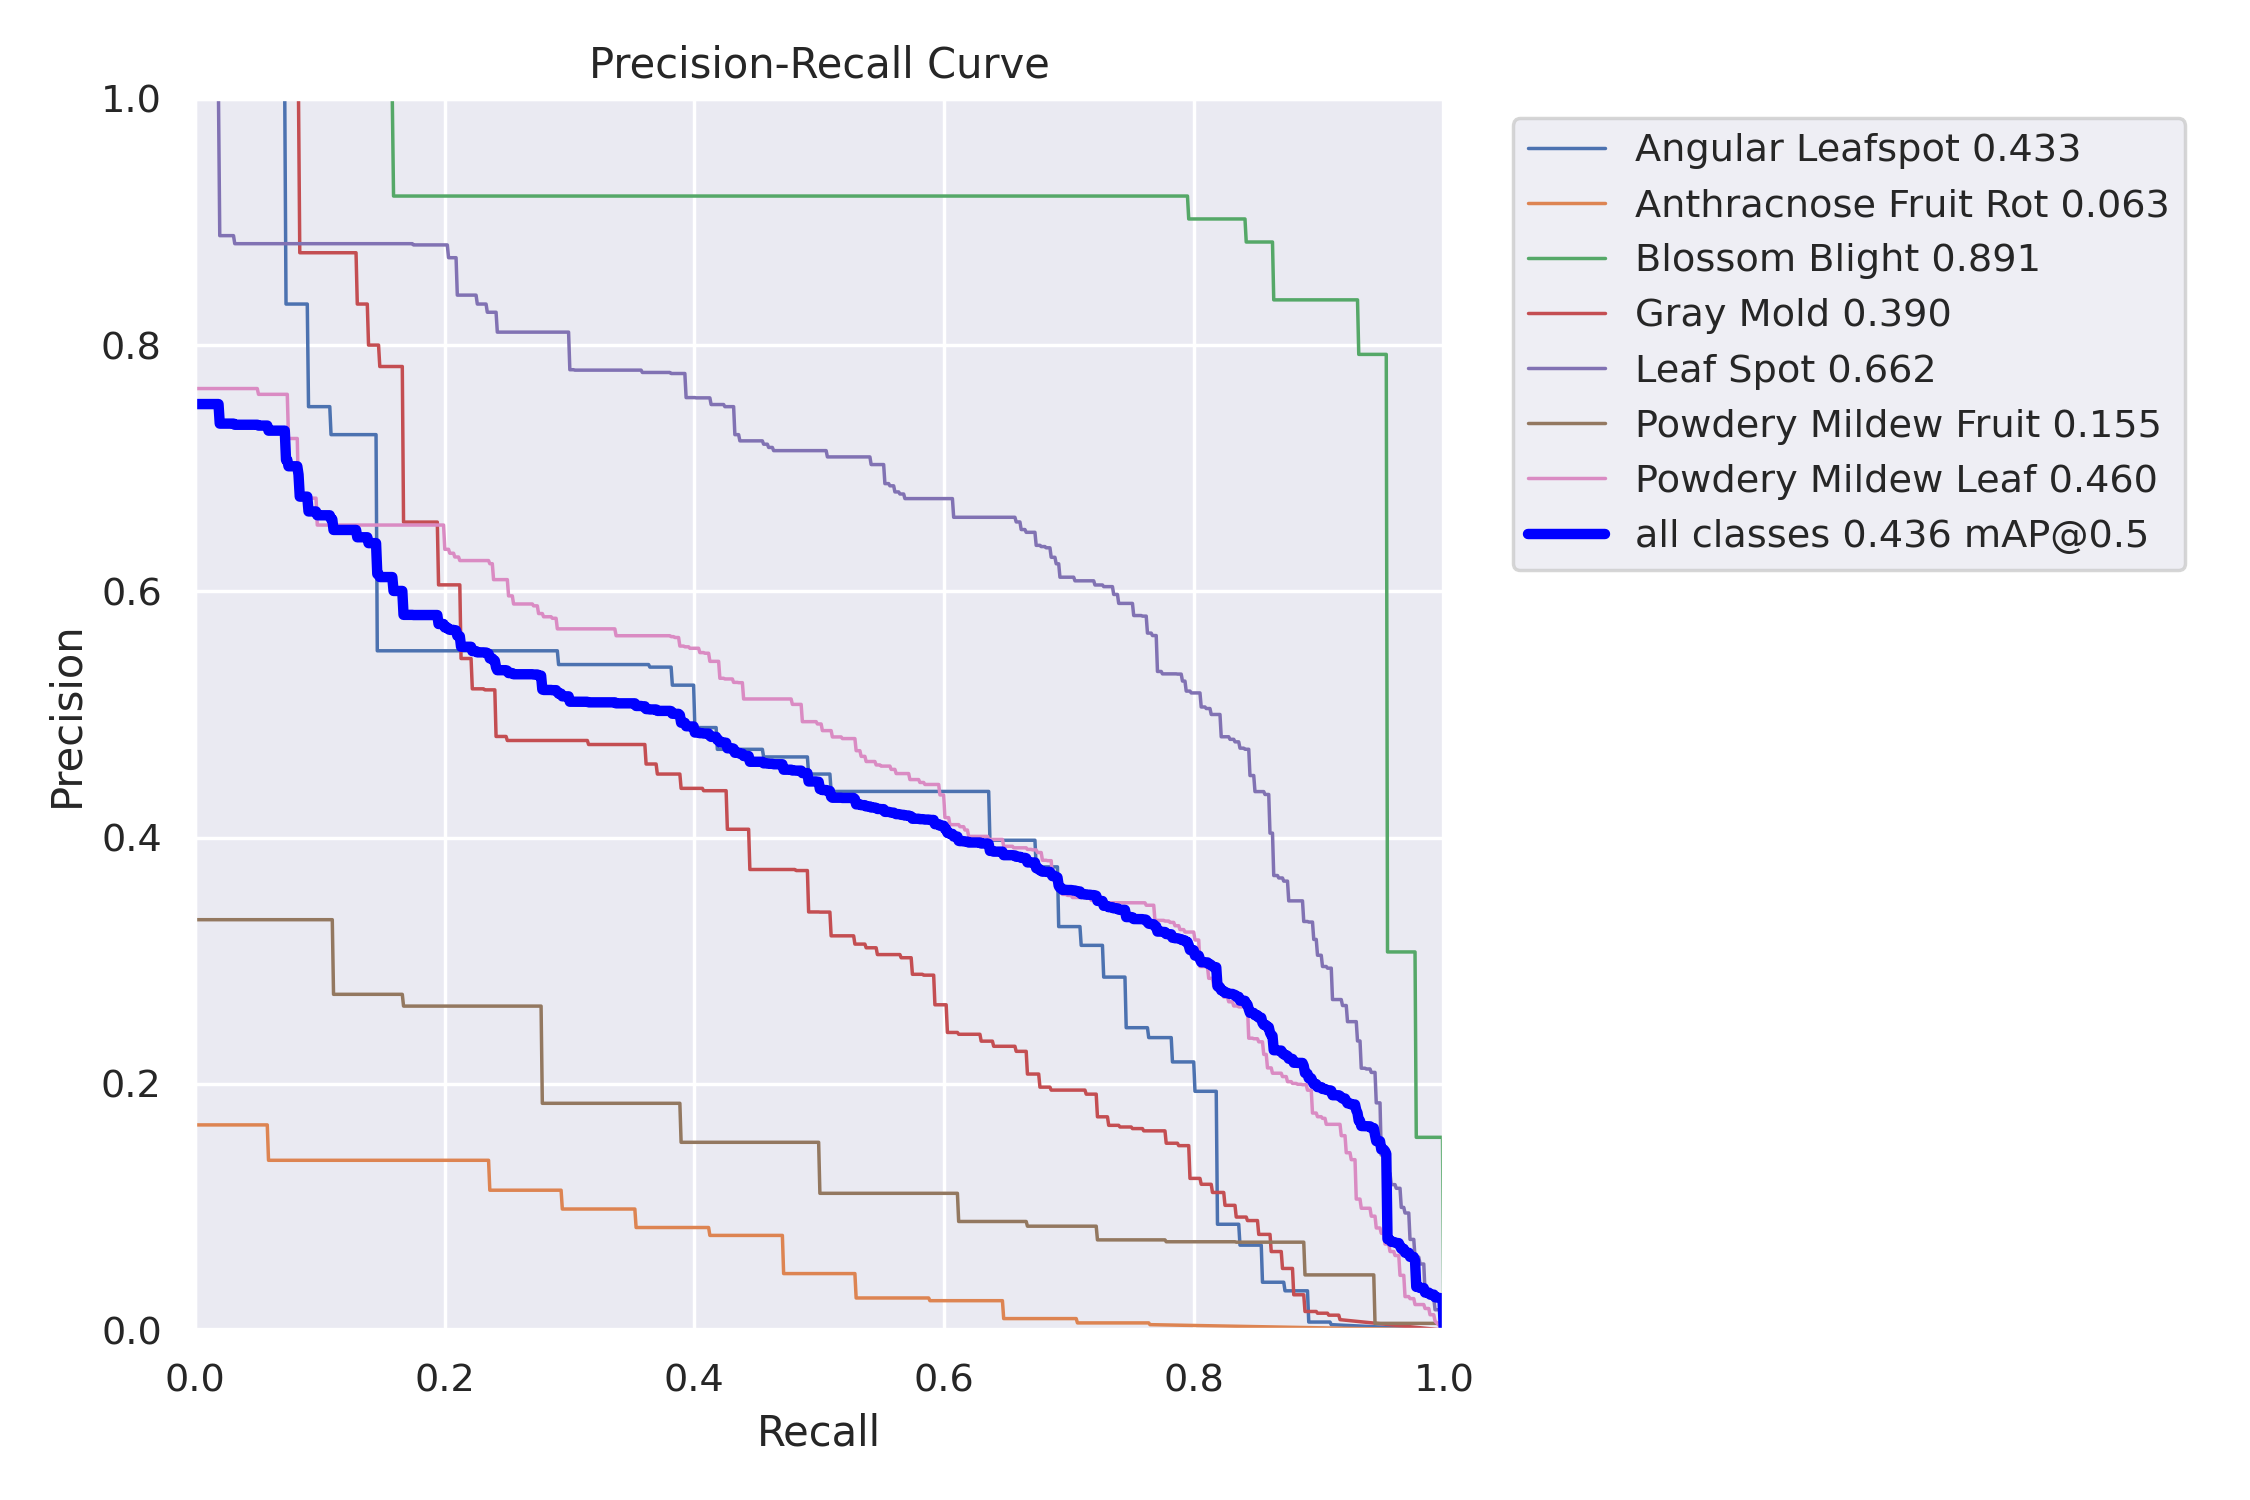 Precision-Recall Curve
1.0
0.8
0.6
0.4
0.2
0.0
Precision
0.0 0.2 0.4 0.6 0.8 1.0
Recall
Angular Leafspot 0.433
Anthracnose Fruit Rot 0.063
Blossom Blight 0.891
Gray Mold 0.390
Leaf Spot 0.662
Powdery Mildew Fruit 0.155
Powdery Mildew Leaf 0.460
all classes 0.436 mAP@0.5